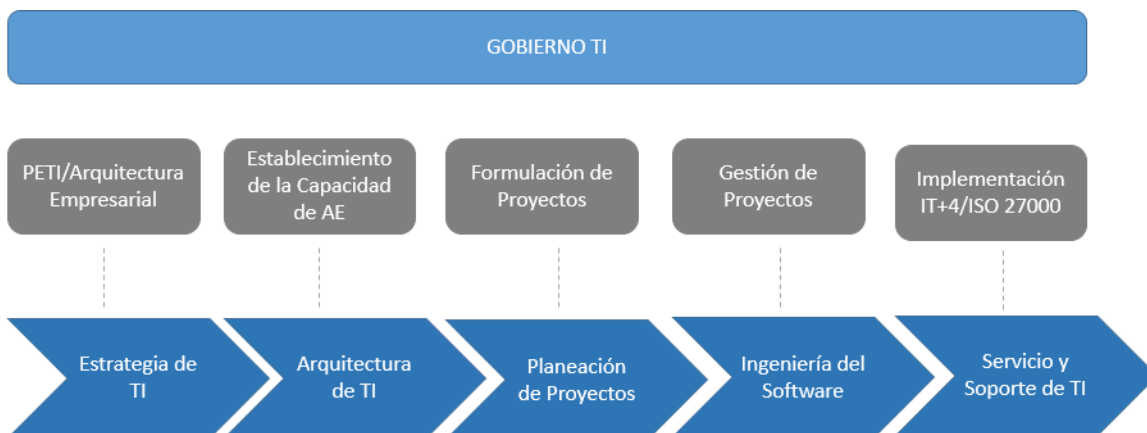 GOBIERNO TI
PETI/Arquitectura
Empresarial
Establecimiento
de la Capacidad
de AE
Formulación de
Proyectos
Gestión de
Proyectos
Implementación
IT+4/ISO 27000
Estrategia de
TI
Arquitectura
de TI
Planeación
de Proyectos
Ingeniería del
Software
Servicio y
Soporte de TI